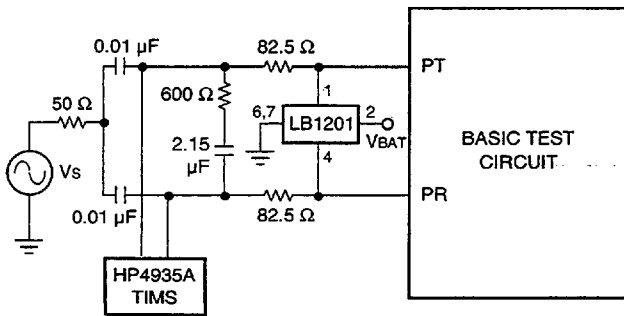 0.01 µF
82.5 Ω
PT
50 Ω
600 Ω
1
6,7
LB1201
2
VBAT
2.15
µF
4
VS
BASIC TEST
CIRCUIT
0.01 µF
82.5 Ω
PR
HP4935A
TIMS